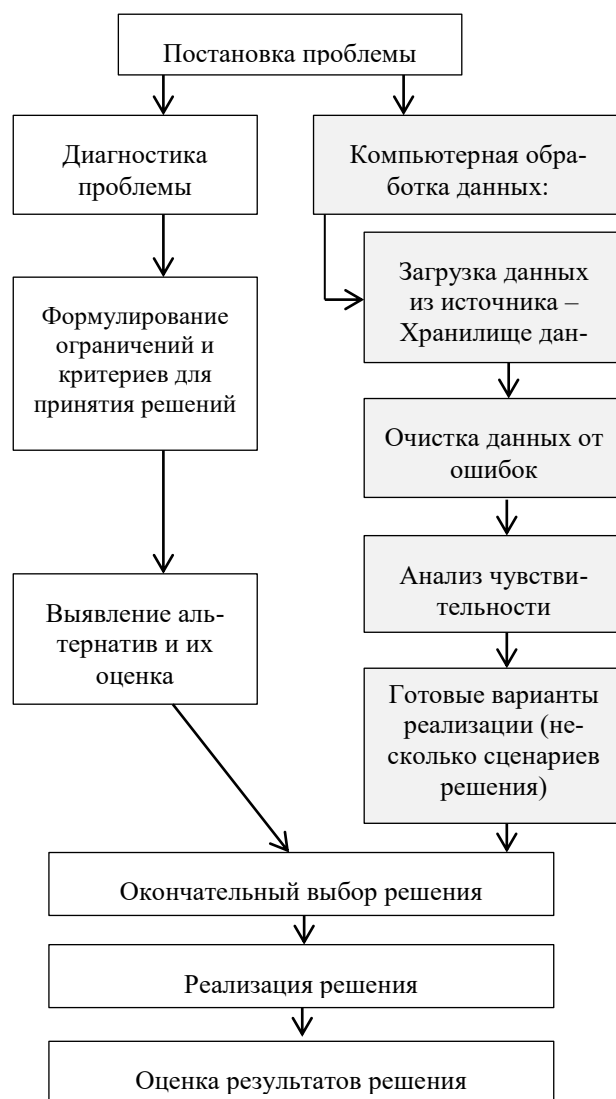 Постановка проблемы
Диагностика
проблемы
Компьютерная обра-
ботка данных:
Загрузка данных
из источника –
Хранилище дан-
Формулирование
ограничений и
критериев для
принятия решений
Очистка данных от
ошибок
Анализ чувстви-
тельности
Выявление аль-
тернатив и их
оценка
Готовые варианты
реализации (не-
сколько сценариев
решения)
Окончательный выбор решения
Реализация решения
Оценка результатов решения